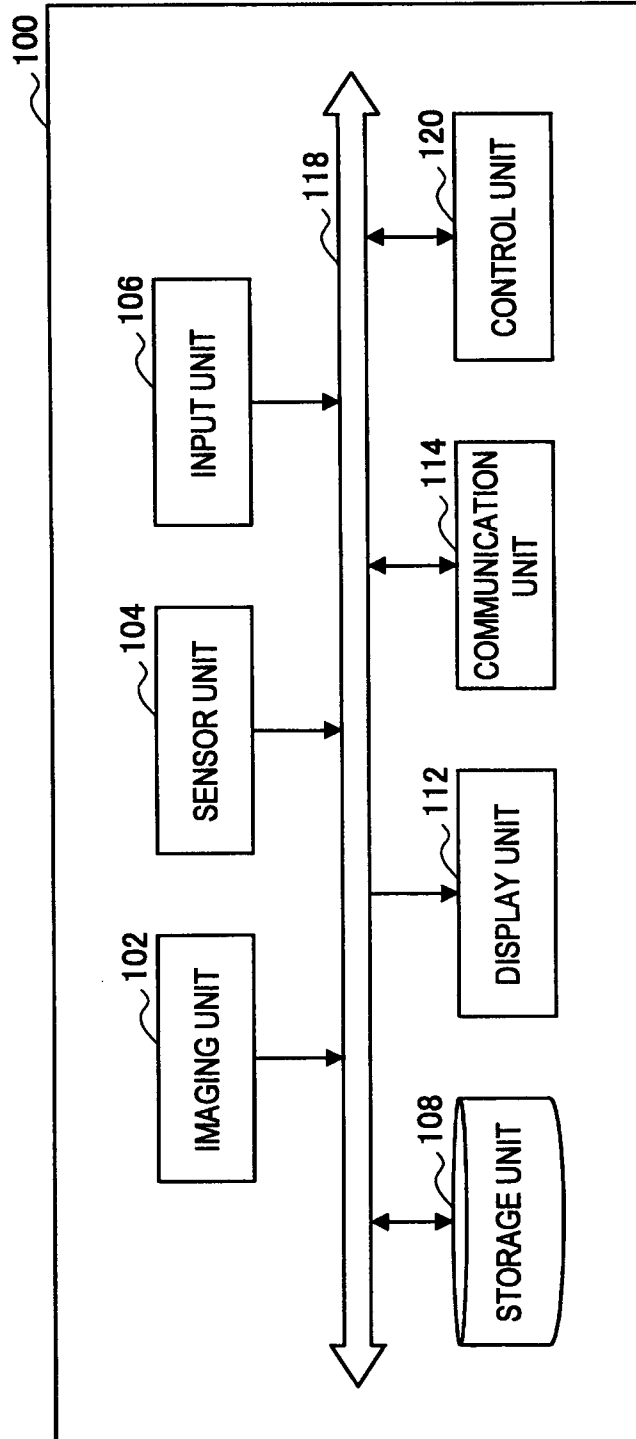 100
102
IMAGING UNIT
104
SENSOR UNIT
106
INPUT UNIT
118
108
STORAGE UNIT
112
DISPLAY UNIT
114
COMMUNICATION
UNIT
120
CONTROL UNIT